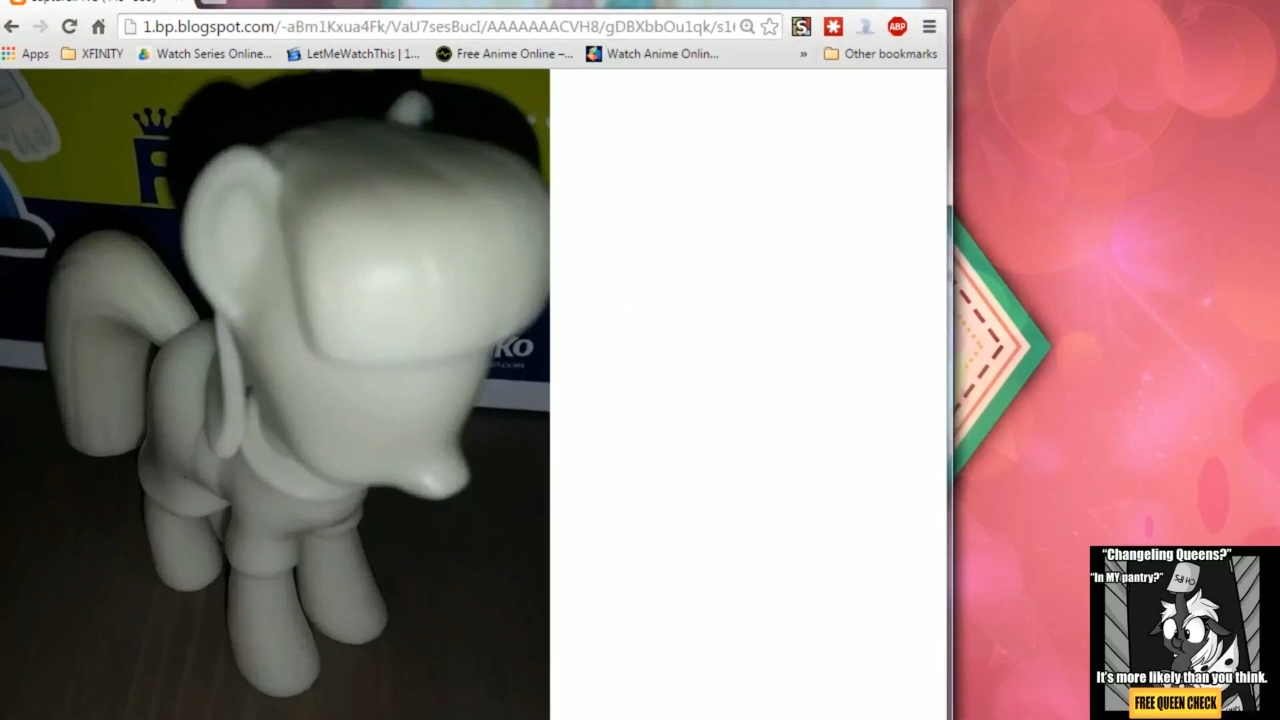 1.bp.blogspot.com/-aBm1Kxua4Fk/VaU7sesBucI/AAAAAAACVH8/gDBXbbOu1qk/s1
ABP
Apps XFINITY Watch Series Online... LetMeWatchThis | 1... Free Anime Online –... Watch Anime Onlin... » Other bookmarks
KO
"Changeling Queens?"
"In MY pantry?"
It's more likely than you think.
FREE QUEEN CHECK